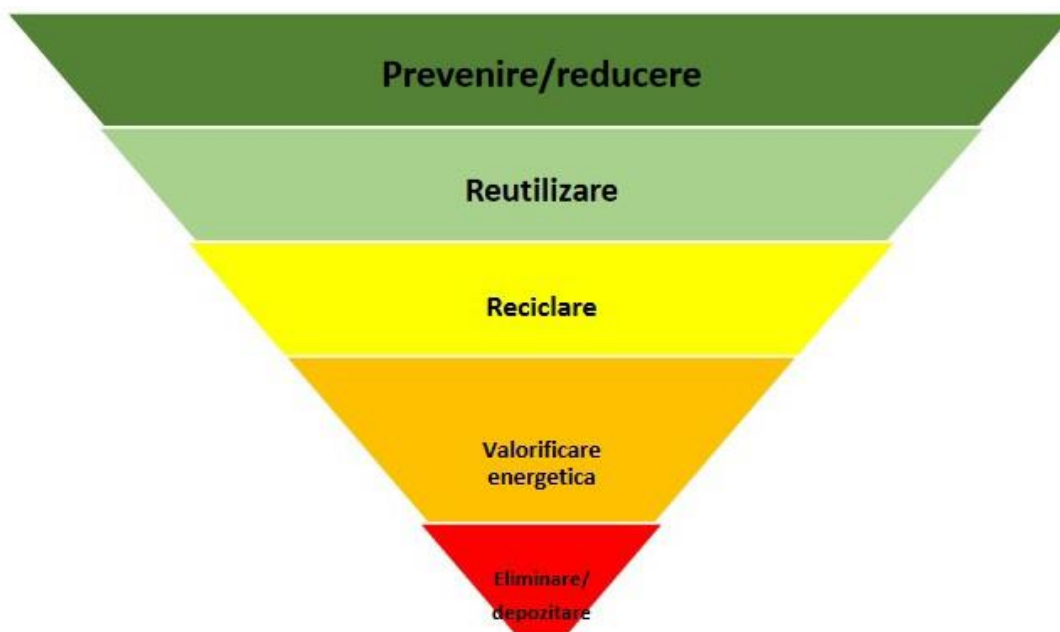 Prevenire/reducere
Reutilizare
Reciclare
Valorificare
energetica
Eliminare/
depozitare